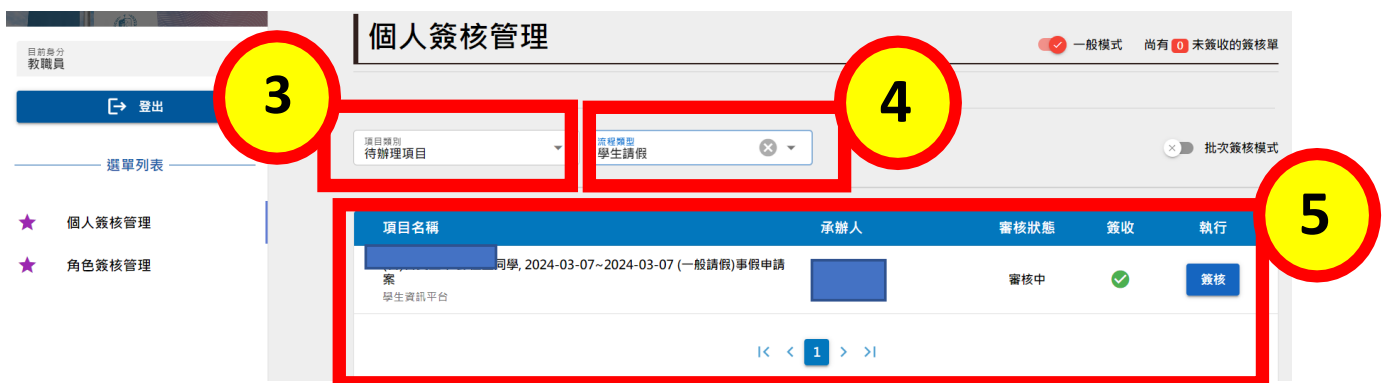 個人簽核管理
一般模式 尚有 0 未簽收的簽核單
目前身分
教職員
登出
3
4
項目類別
待辦理項目
流程類型
學生請假
批次簽核模式
選單列表
個人簽核管理
角色簽核管理
5
項目名稱 承辦人 審核狀態 簽收 執行
同學, 2024-03-07~2024-03-07 (一般請假)事假申請
案
學生資訊平台
審核中
簽核
1